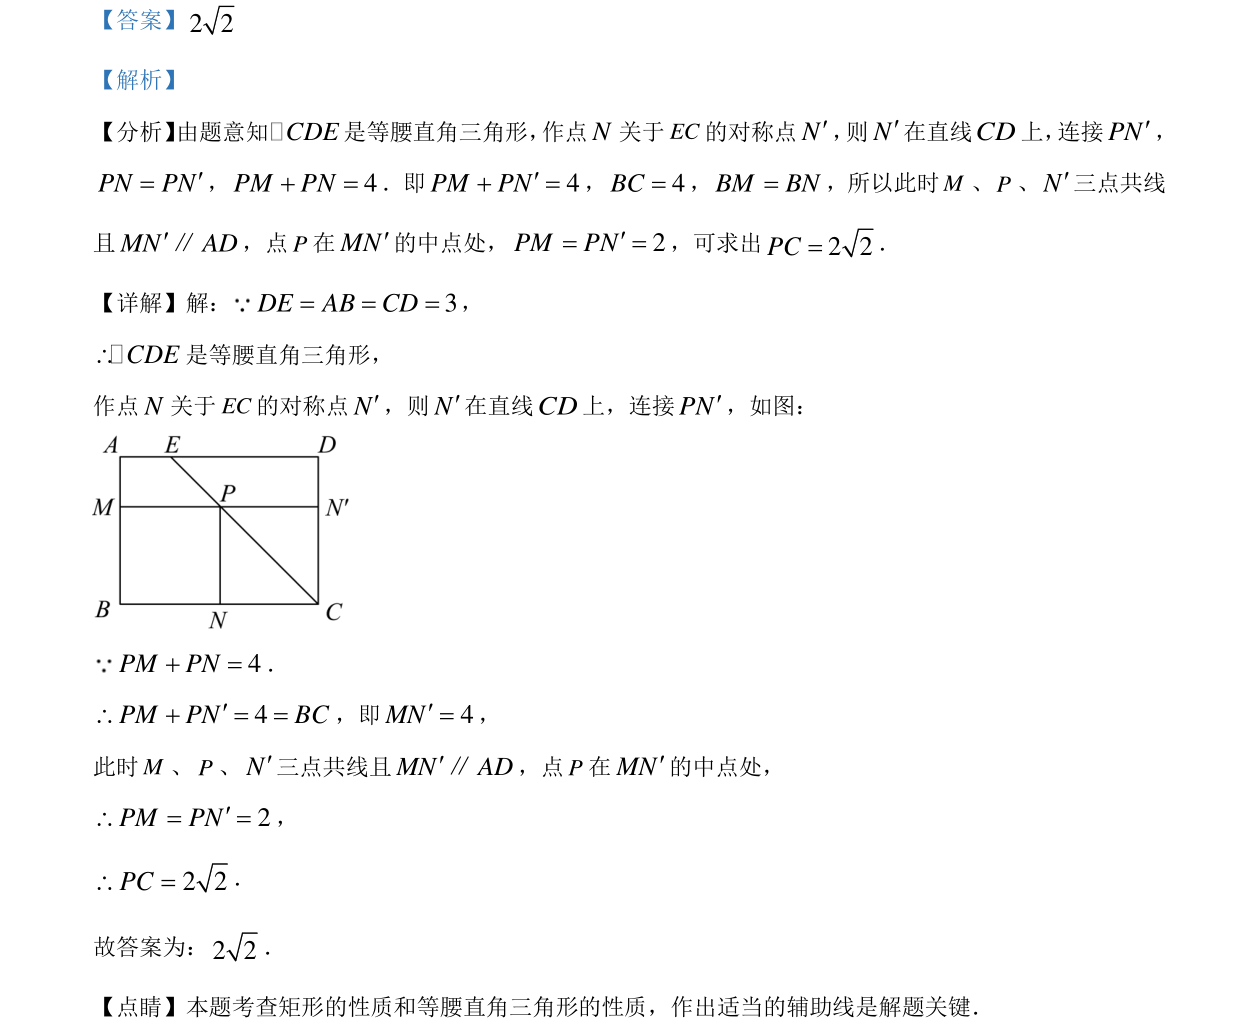 【答案】2√2
【解析】
【分析】由题意知□CDE是等腰直角三角形，作点N关于EC的对称点N′，则N′在直线CD上，连接PN′，
PN＝PN′，PM＋PN＝4．即PM＋PN′＝4，BC＝4，BM＝BN，所以此时M、P、N′三点共线
且MN′∥AD，点P在MN′的中点处，PM＝PN′＝2，可求出PC＝2√2．
【详解】解：∵DE＝AB＝CD＝3，
∴□CDE是等腰直角三角形，
作点N关于EC的对称点N′，则N′在直线CD上，连接PN′，如图：
A E D
P
M N′
B C
N
∵PM＋PN＝4．
∴PM＋PN′＝4＝BC，即MN′＝4，
此时M、P、N′三点共线且MN′∥AD，点P在MN′的中点处，
∴PM＝PN′＝2，
∴PC＝2√2．
故答案为：2√2．
【点睛】本题考查矩形的性质和等腰直角三角形的性质，作出适当的辅助线是解题关键．